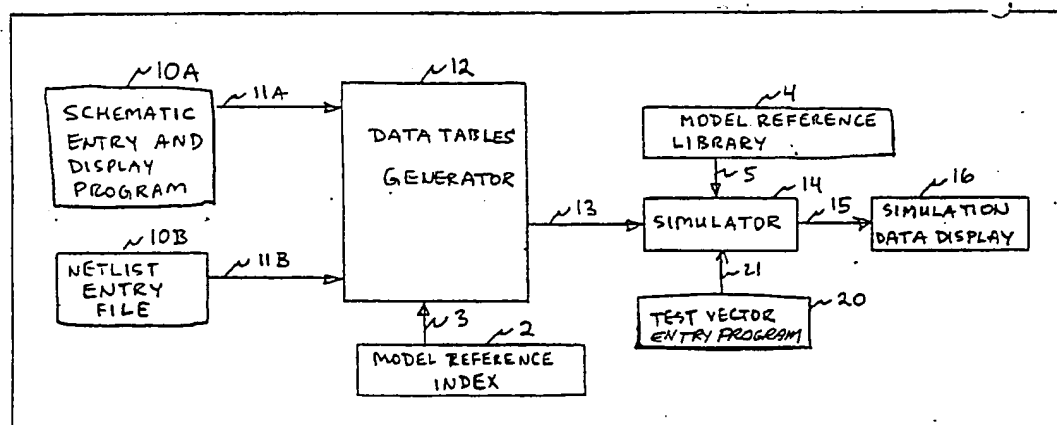 10A
SCHEMATIC
ENTRY AND
DISPLAY
PROGRAM
11A
10B
NETLIST
ENTRY
FILE
11B
12
DATA TABLES
GENERATOR
3
2
MODEL REFERENCE
INDEX
13
4
MODEL REFERENCE
LIBRARY
5
14
SIMULATOR
15
16
SIMULATION
DATA DISPLAY
21
20
TEST VECTOR
ENTRY PROGRAM